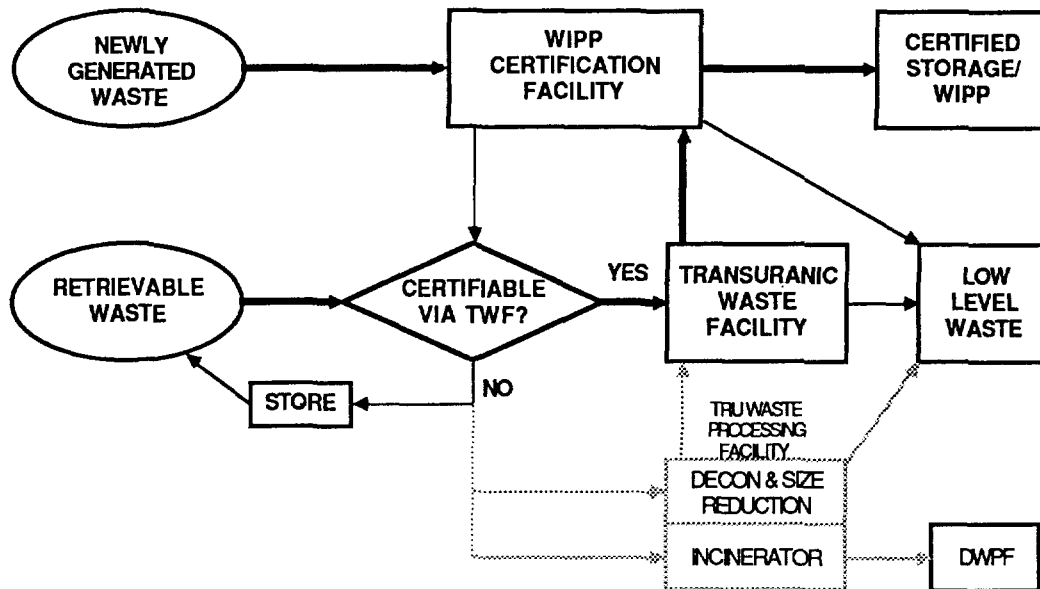 NEWLY
GENERATED
WASTE
WIPP
CERTIFICATION
FACILITY
CERTIFIED
STORAGE/
WIPP
RETRIEVABLE
WASTE
CERTIFIABLE
VIA TWF?
YES
TRANSURANIC
WASTE
FACILITY
LOW
LEVEL
WASTE
NO
STORE
TRU WASTE
PROCESSING
FACILITY
DECON & SIZE
REDUCTION
INCINERATOR
DWPF